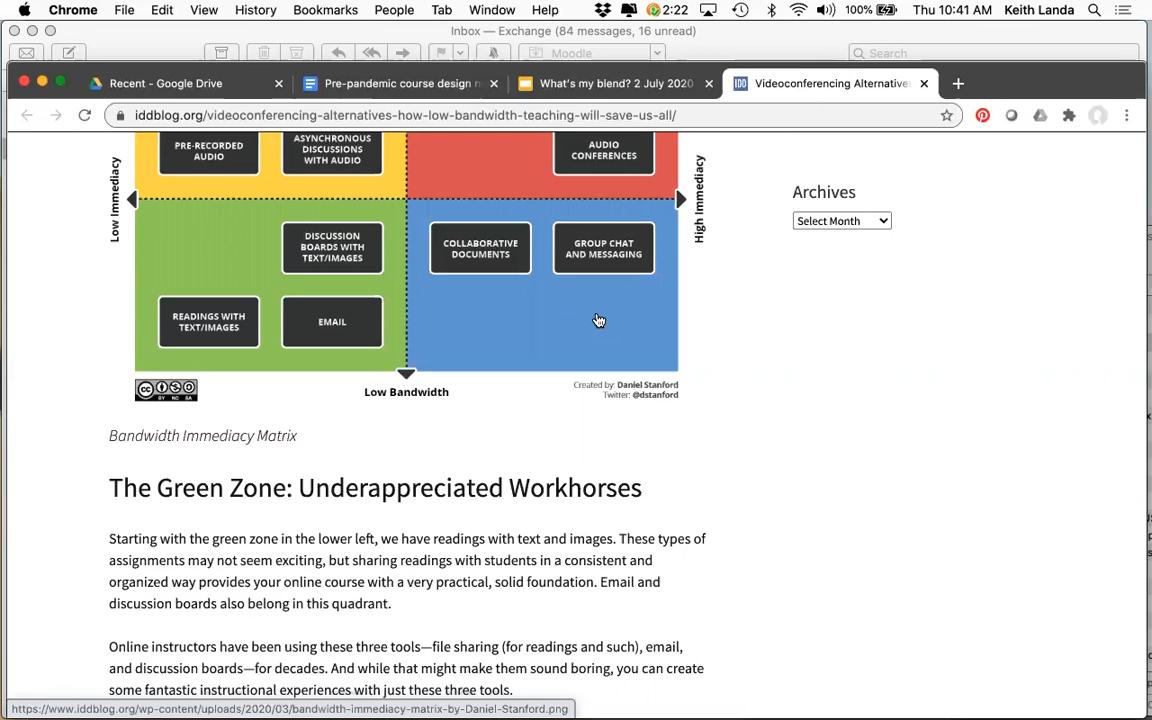 Chrome File Edit View History Bookmarks People Tab Window Help 2:22 100% Thu 10:41 AM Keith Landa
Inbox — Exchange (84 messages, 16 unread)
Moodle Search
Recent - Google Drive Pre-pandemic course design n What's my blend? 2 July 2020 Videoconferencing Alternative
iddblog.org/videoconferencing-alternatives-how-low-bandwidth-teaching-will-save-us-all/
PRE-RECORDED
AUDIO
ASYNCHRONOUS
DISCUSSIONS
WITH AUDIO
AUDIO
CONFERENCES
Low Immediacy
High Immediacy
DISCUSSION
BOARDS WITH
TEXT/IMAGES
COLLABORATIVE
DOCUMENTS
GROUP CHAT
AND MESSAGING
READINGS WITH
TEXT/IMAGES
EMAIL
cc BY NC SA
Low Bandwidth
Created by: Daniel Stanford
Twitter: @dstanford
Archives
Select Month
Bandwidth Immediacy Matrix
The Green Zone: Underappreciated Workhorses
Starting with the green zone in the lower left, we have readings with text and images. These types of
assignments may not seem exciting, but sharing readings with students in a consistent and
organized way provides your online course with a very practical, solid foundation. Email and
discussion boards also belong in this quadrant.
Online instructors have been using these three tools—file sharing (for readings and such), email,
and discussion boards—for decades. And while that might make them sound boring, you can create
some fantastic instructional experiences with just these three tools.
https://www.iddblog.org/wp-content/uploads/2020/03/bandwidth-immediacy-matrix-by-Daniel-Stanford.png